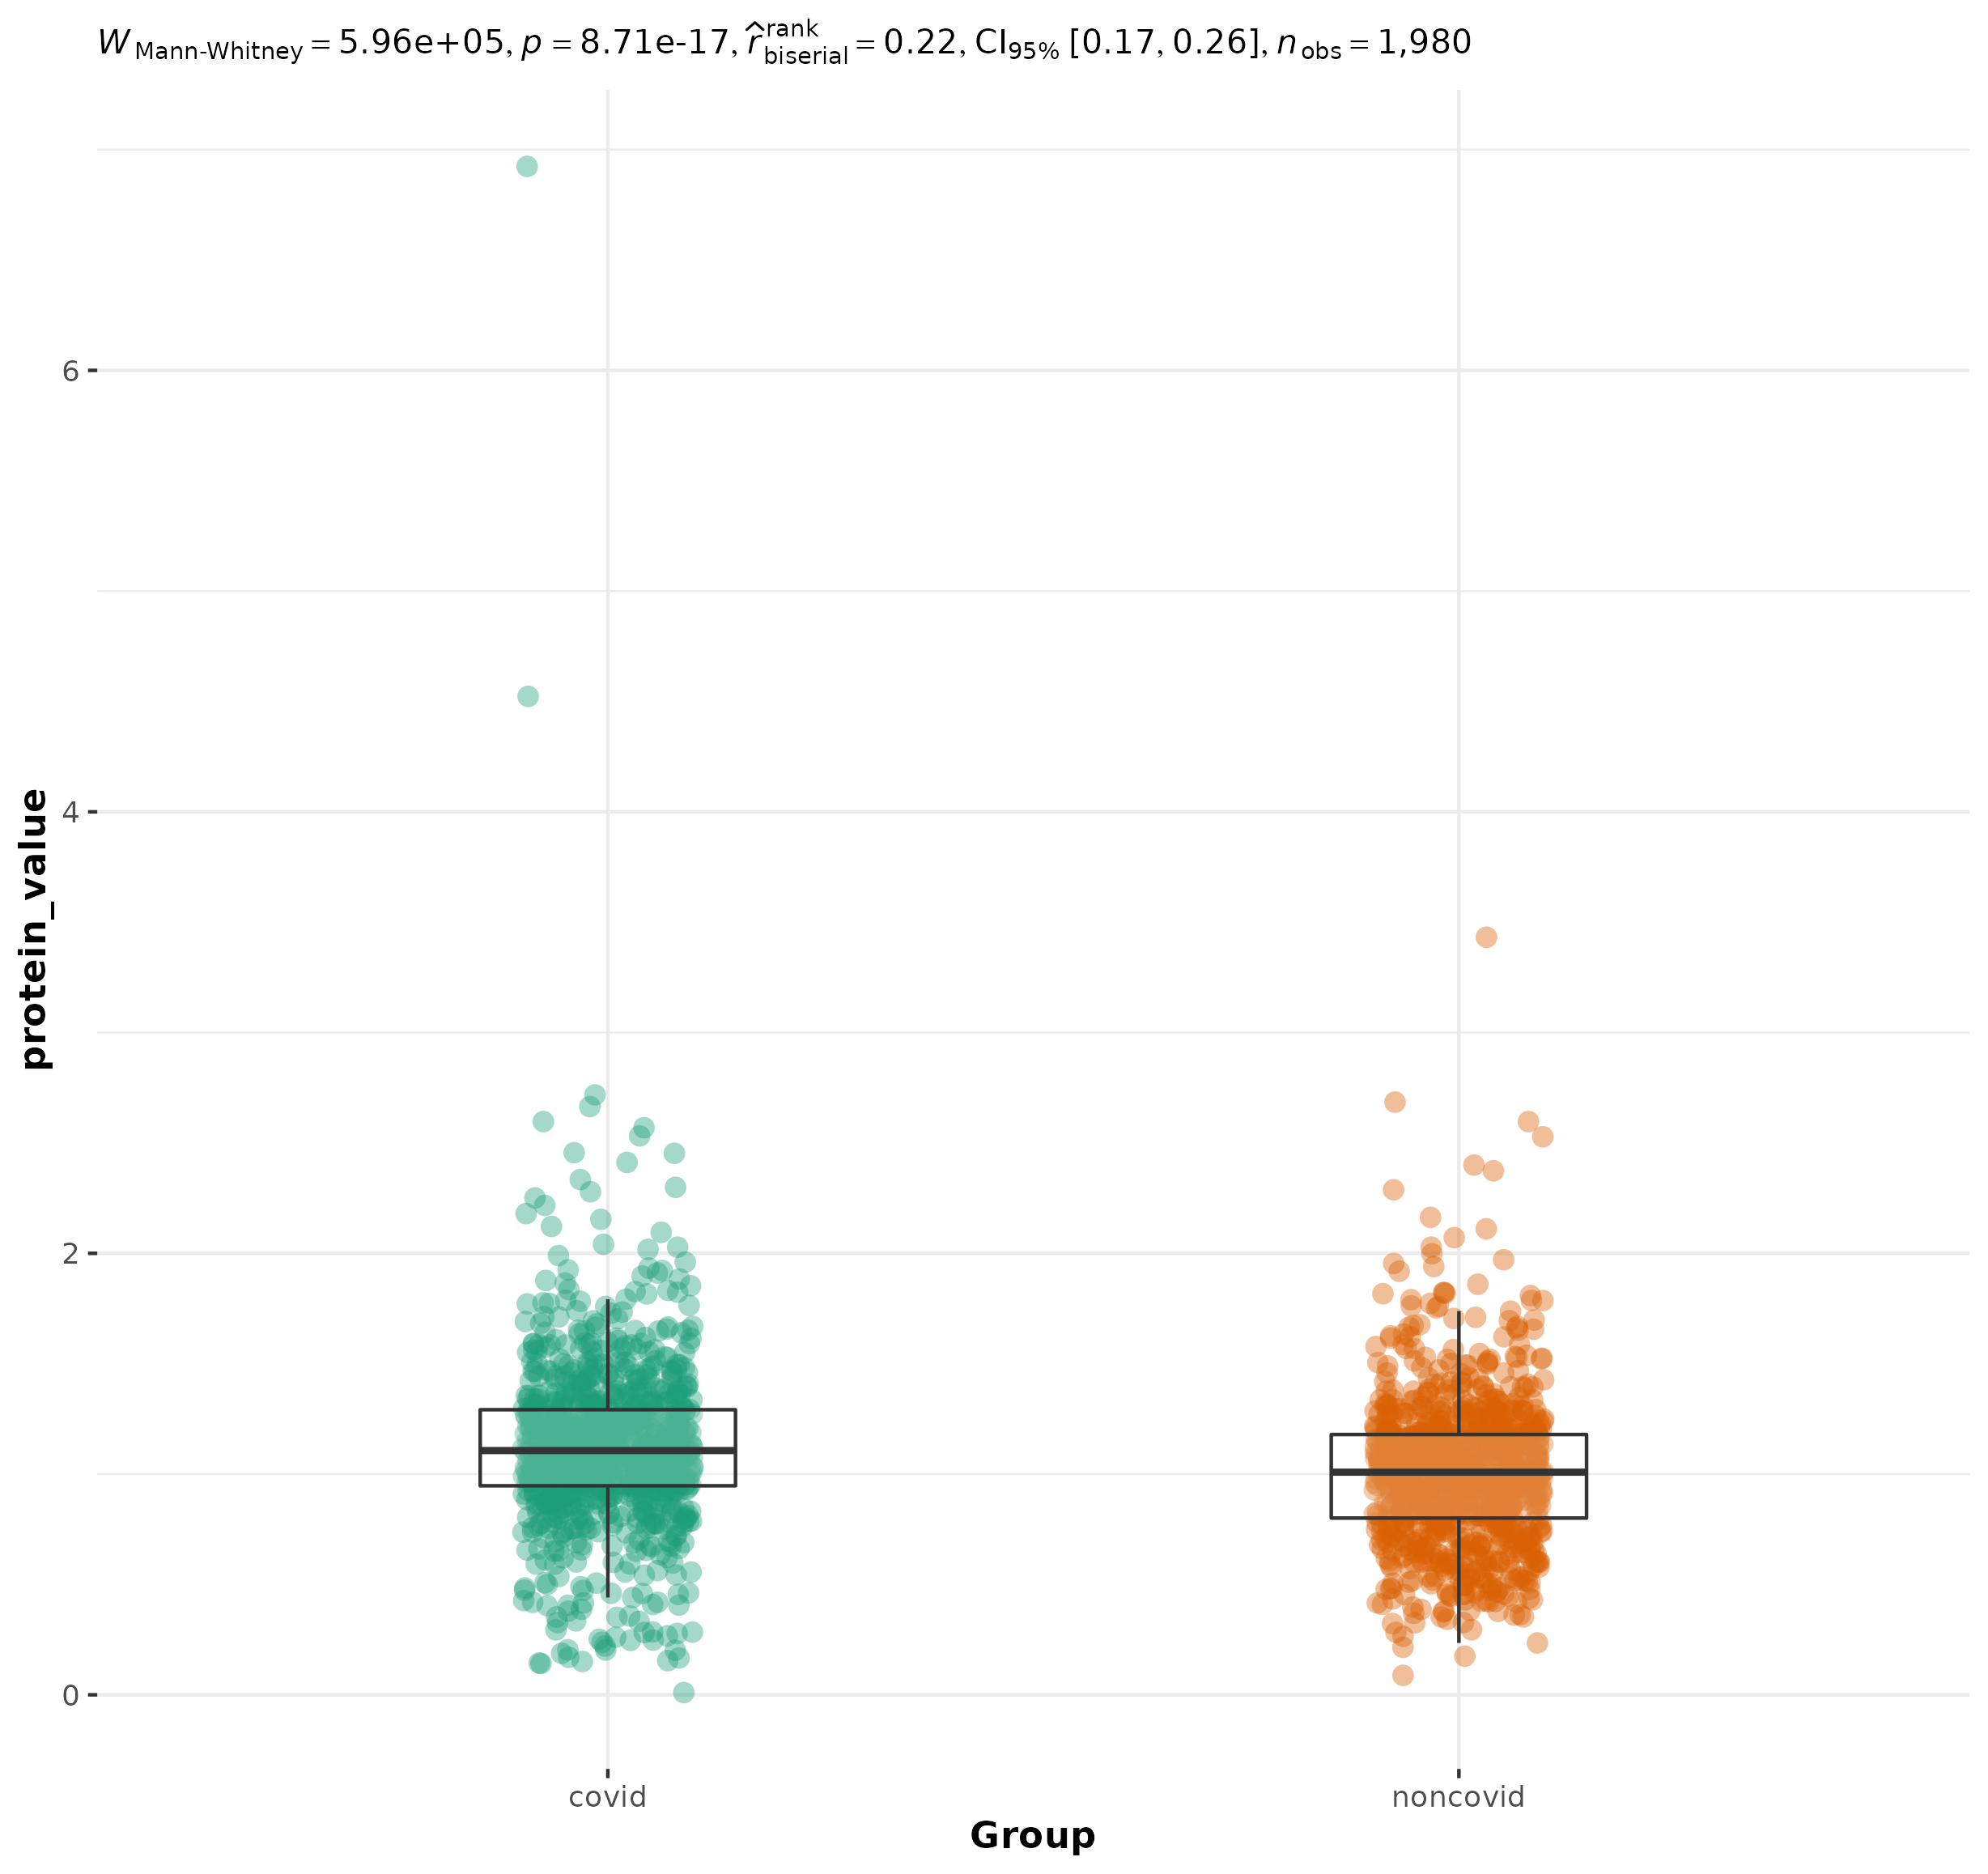 W Mann-Whitney = 5.96e+05, p = 8.71e-17, r̂ rank biserial = 0.22, CI95% [0.17, 0.26], nobs = 1,980
6
4
2
0
protein_value
covid noncovid
Group